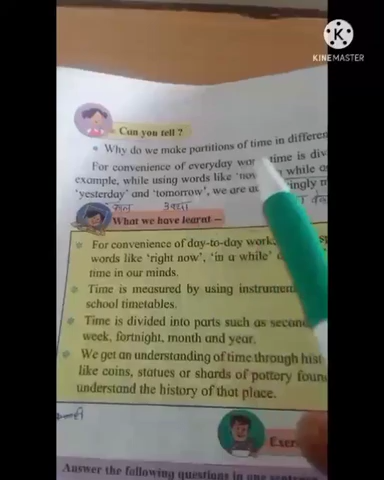 KINEMASTER
Can you tell ?
• Why do we make partitions of time in differen
For convenience of everyday wor time is div
example, while using words like 'no while a
'yesterday' and 'tomorrow', we are u ingly
What we have learnt –
For convenience of day-to-day work,
words like 'right now', 'in a while'
time in our minds.
Time is measured by using instrumen
school timetables.
Time is divided into parts such as secon
week, fortnight, month and year.
We get an understanding of time through hist
like coins, statues or shards of pottery foun
understand the history of that place.
Exer
Answer the following questions in one senten